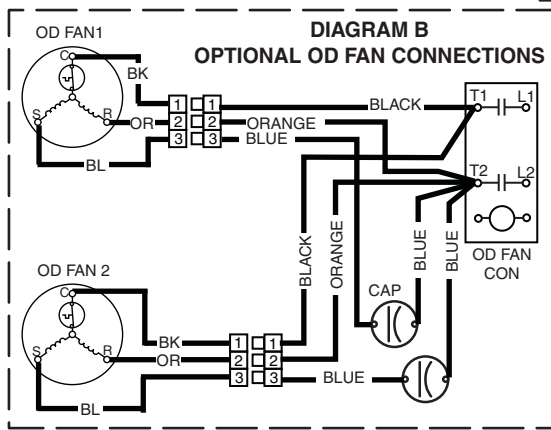 DIAGRAM B
OPTIONAL OD FAN CONNECTIONS
OD FAN1
C
S
R
BK
OR
BL
1 1
2 2
3 3
BLACK
ORANGE
BLUE
T1 L1
T2 L2
OD FAN
CON
BLACK
ORANGE
BLUE
BLUE
CAP
OD FAN 2
C
S
R
BK
OR
BL
1 1
2 2
3 3
BLUE